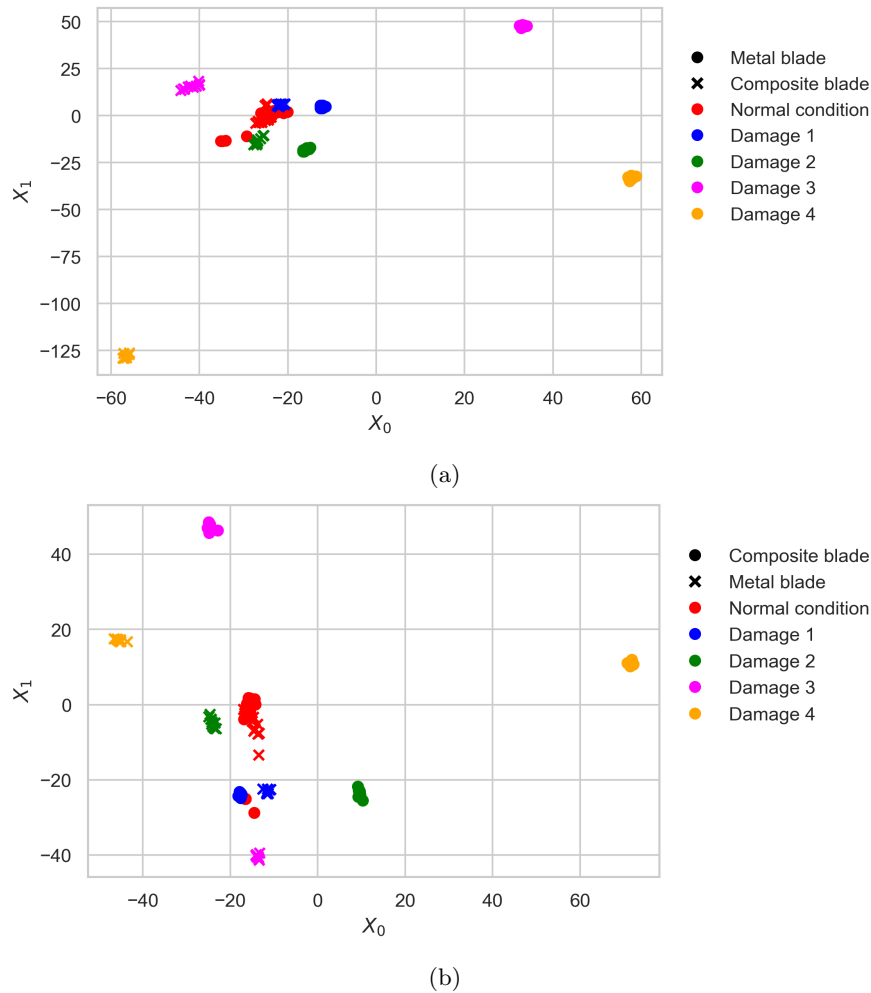 50
25
0
−25
−50
−75
−100
−125
X1
−60 −40 −20 0 20 40 60
X0
Metal blade
Composite blade
Normal condition
Damage 1
Damage 2
Damage 3
Damage 4
(a)
40
20
0
−20
−40
X1
−40 −20 0 20 40 60
X0
Composite blade
Metal blade
Normal condition
Damage 1
Damage 2
Damage 3
Damage 4
(b)